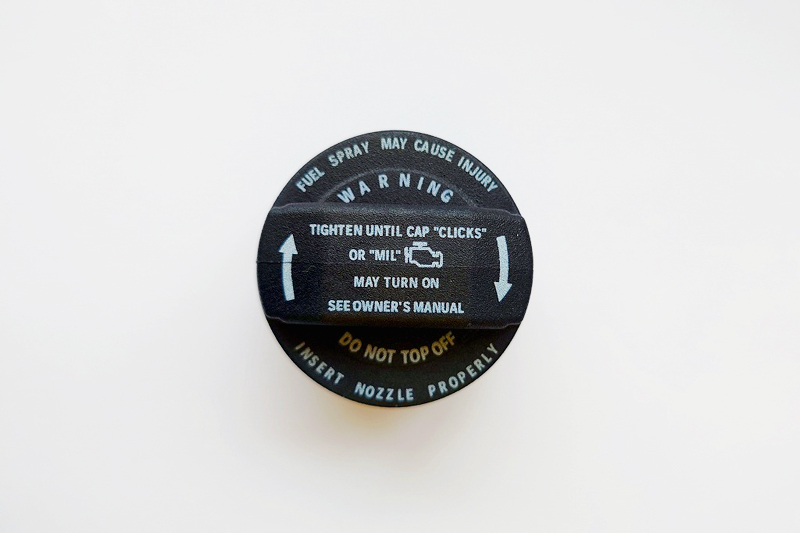 FUEL SPRAY MAY CAUSE INJURY
WARNING
TIGHTEN UNTIL CAP "CLICKS"
OR "MIL"
MAY TURN ON
SEE OWNER'S MANUAL
DO NOT TOP OFF
INSERT NOZZLE PROPERLY